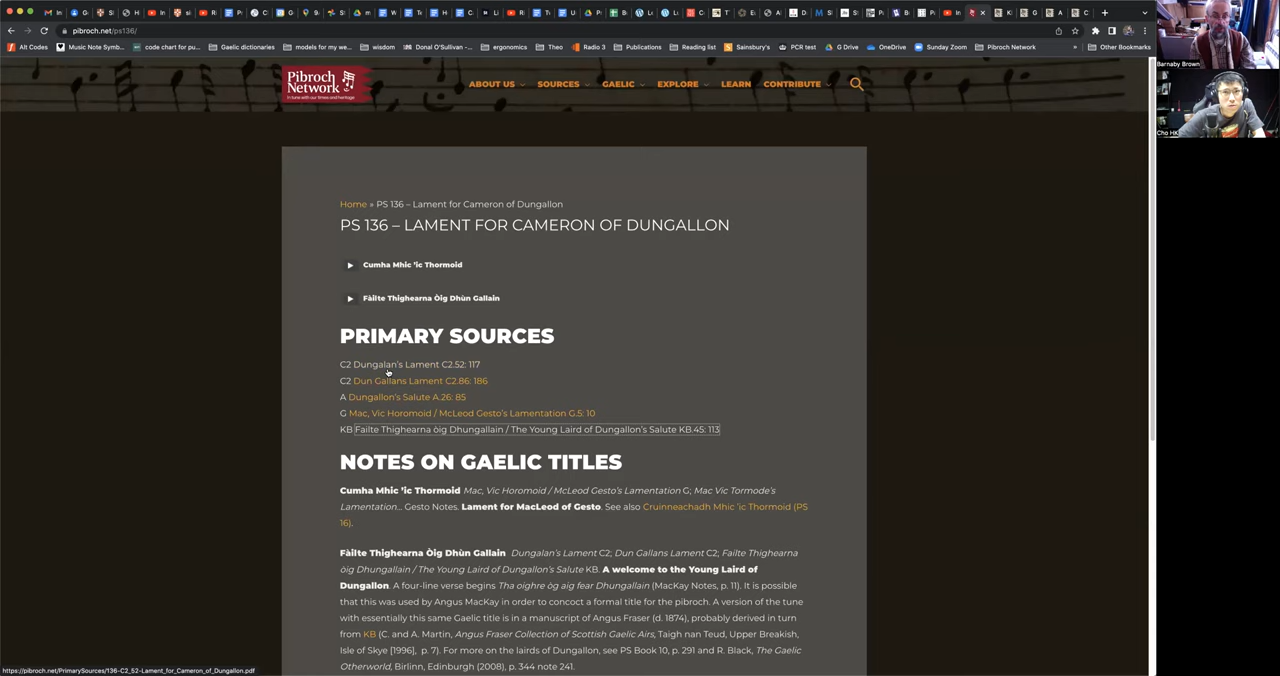 pibroch.net/ps136/
Alt Codes
Music Note Symb...
code chart for pu...
Gaelic dictionaries
models for my we...
wisdom
Donal O'Sullivan -...
ergonomics
Theo
Radio 3
Publications
Reading list
Sainsbury's
PCR test
G Drive
OneDrive
Sunday Zoom
Pibroch Network
»
Other Bookmarks
Barnaby Brown
Cho HK
Pibroch
Network
In tune with our times and heritage
ABOUT US
SOURCES
GAELIC
EXPLORE
LEARN
CONTRIBUTE
Home » PS 136 – Lament for Cameron of Dungallon
PS 136 – LAMENT FOR CAMERON OF DUNGALLON
Cumha Mhic 'ic Thormoid
Fàilte Thighearna Òig Dhùn Gallain
PRIMARY SOURCES
C2 Dungalan's Lament C2.52: 117
C2 Dun Gallans Lament C2.86: 186
A Dungallon's Salute A.26: 85
G Mac, Vic Horomoid / McLeod Gesto's Lamentation G.5: 10
KB Failte Thighearna òig Dhungallain / The Young Laird of Dungallon's Salute KB.45: 113
NOTES ON GAELIC TITLES
Cumha Mhic 'ic Thormoid Mac, Vic Horomoid / McLeod Gesto's Lamentation G; Mac Vic Tormode's
Lamentation... Gesto Notes. Lament for MacLeod of Gesto. See also Cruinneachadh Mhic 'ic Thormoid (PS
16).
Fàilte Thighearna Òig Dhùn Gallain Dungalan's Lament C2; Dun Gallans Lament C2; Failte Thighearna
òig Dhungallain / The Young Laird of Dungallon's Salute KB. A welcome to the Young Laird of
Dungallon. A four-line verse begins Tha oighre òg aig fear Dhungallain (MacKay Notes, p. 11). It is possible
that this was used by Angus MacKay in order to concoct a formal title for the pibroch. A version of the tune
with essentially this same Gaelic title is in a manuscript of Angus Fraser (d. 1874), probably derived in turn
from KB (C. and A. Martin, Angus Fraser Collection of Scottish Gaelic Airs, Taigh nan Teud, Upper Breakish,
Isle of Skye [1996], p. 7). For more on the lairds of Dungallon, see PS Book 10, p. 291 and R. Black, The Gaelic
Otherworld, Birlinn, Edinburgh (2008), p. 344 note 241.
https://pibroch.net/PrimarySources/136-C2_52-Lament_for_Cameron_of_Dungallon.pdf